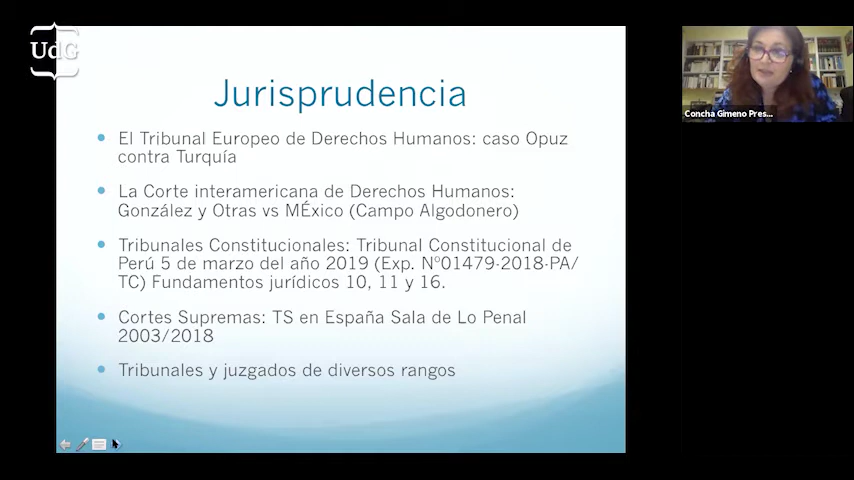 UdG
Jurisprudencia
El Tribunal Europeo de Derechos Humanos: caso Opuz
contra Turquía
La Corte interamericana de Derechos Humanos:
González y Otras vs MÉxico (Campo Algodonero)
Tribunales Constitucionales: Tribunal Constitucional de
Perú 5 de marzo del año 2019 (Exp. Nº01479-2018-PA/
TC) Fundamentos jurídicos 10, 11 y 16.
Cortes Supremas: TS en España Sala de Lo Penal
2003/2018
Tribunales y juzgados de diversos rangos
Concha Gimeno Pres...